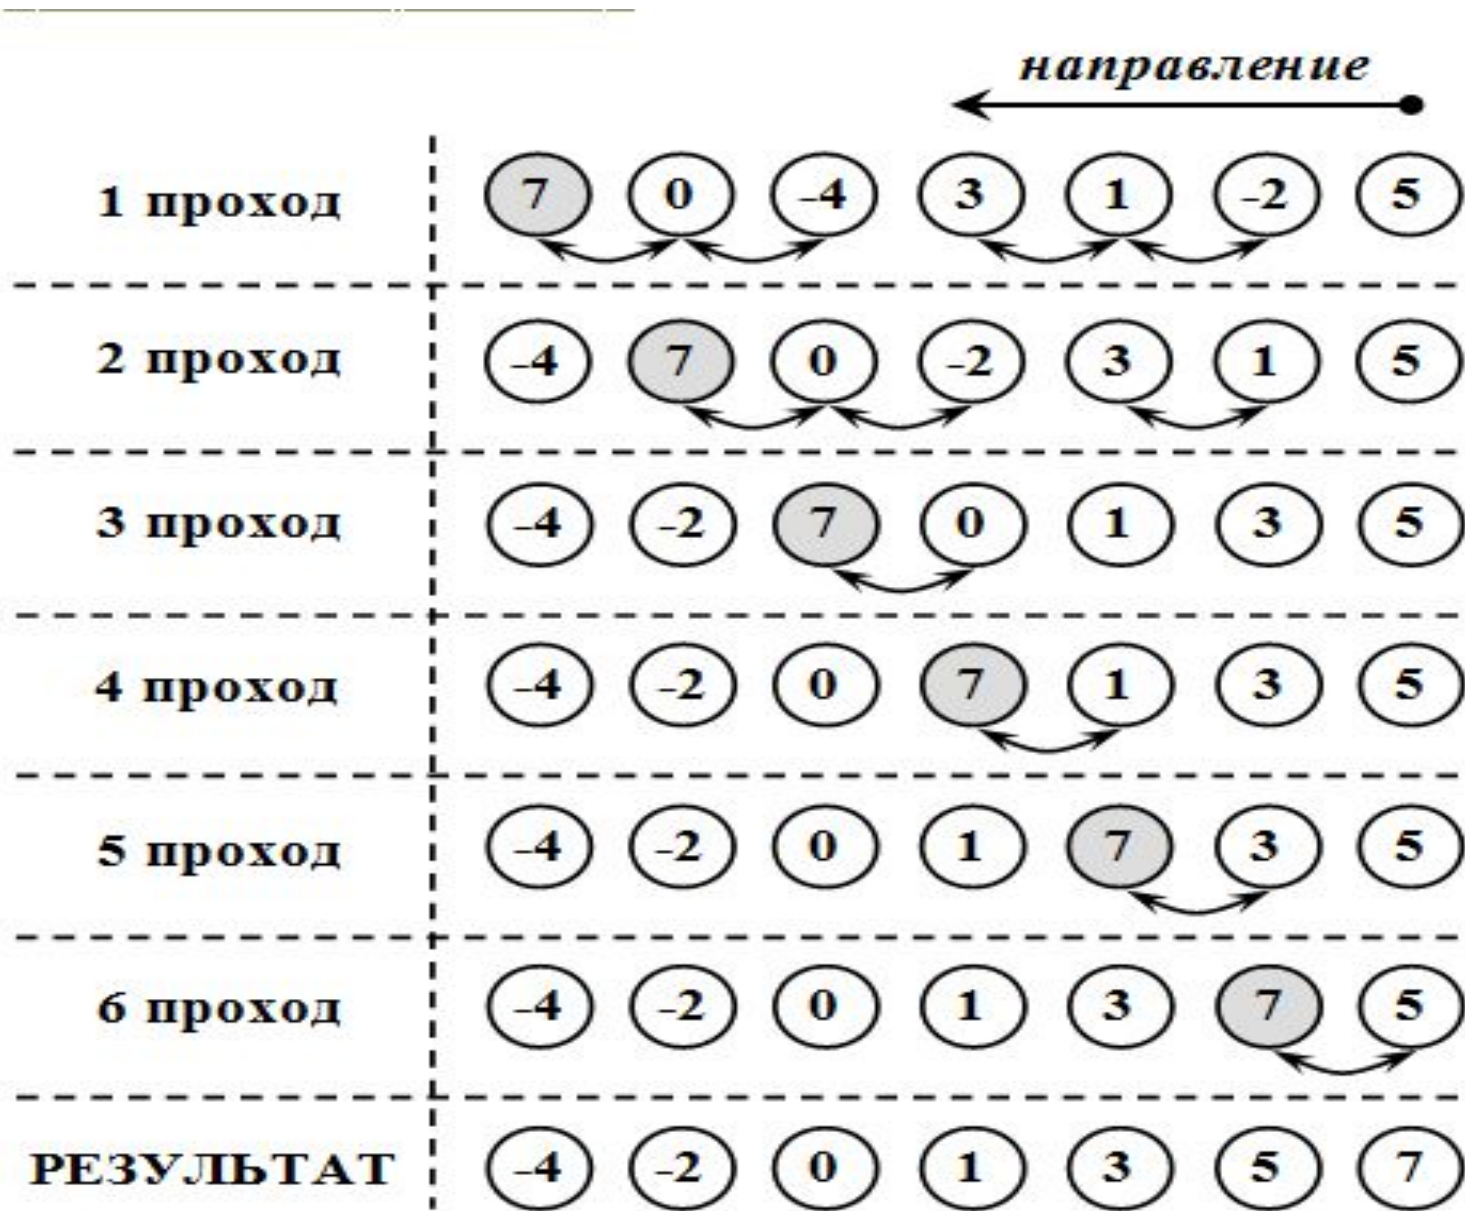 направление
1 проход 7 0 -4 3 1 -2 5
2 проход -4 7 0 -2 3 1 5
3 проход -4 -2 7 0 1 3 5
4 проход -4 -2 0 7 1 3 5
5 проход -4 -2 0 1 7 3 5
6 проход -4 -2 0 1 3 7 5
РЕЗУЛЬТАТ -4 -2 0 1 3 5 7